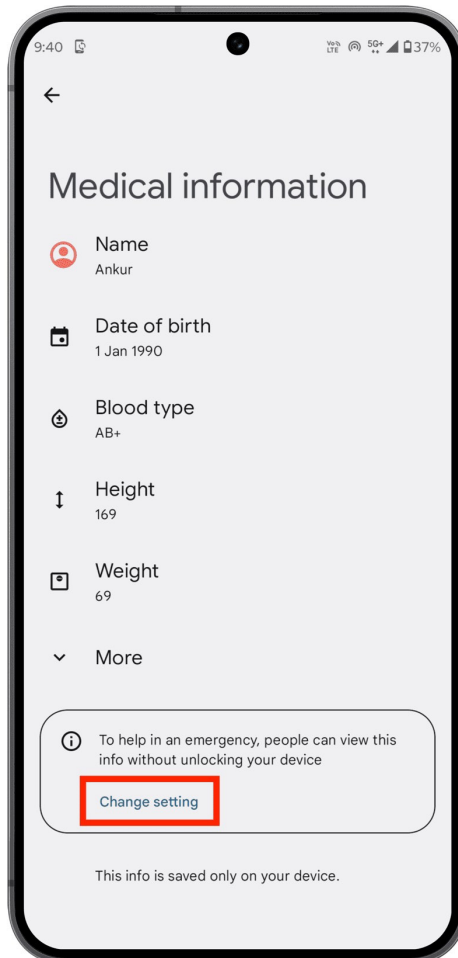 9:40 VoLTE 5G+ 37%
Medical information
Name
Ankur
Date of birth
1 Jan 1990
Blood type
AB+
Height
169
Weight
69
More
To help in an emergency, people can view this
info without unlocking your device
Change setting
This info is saved only on your device.